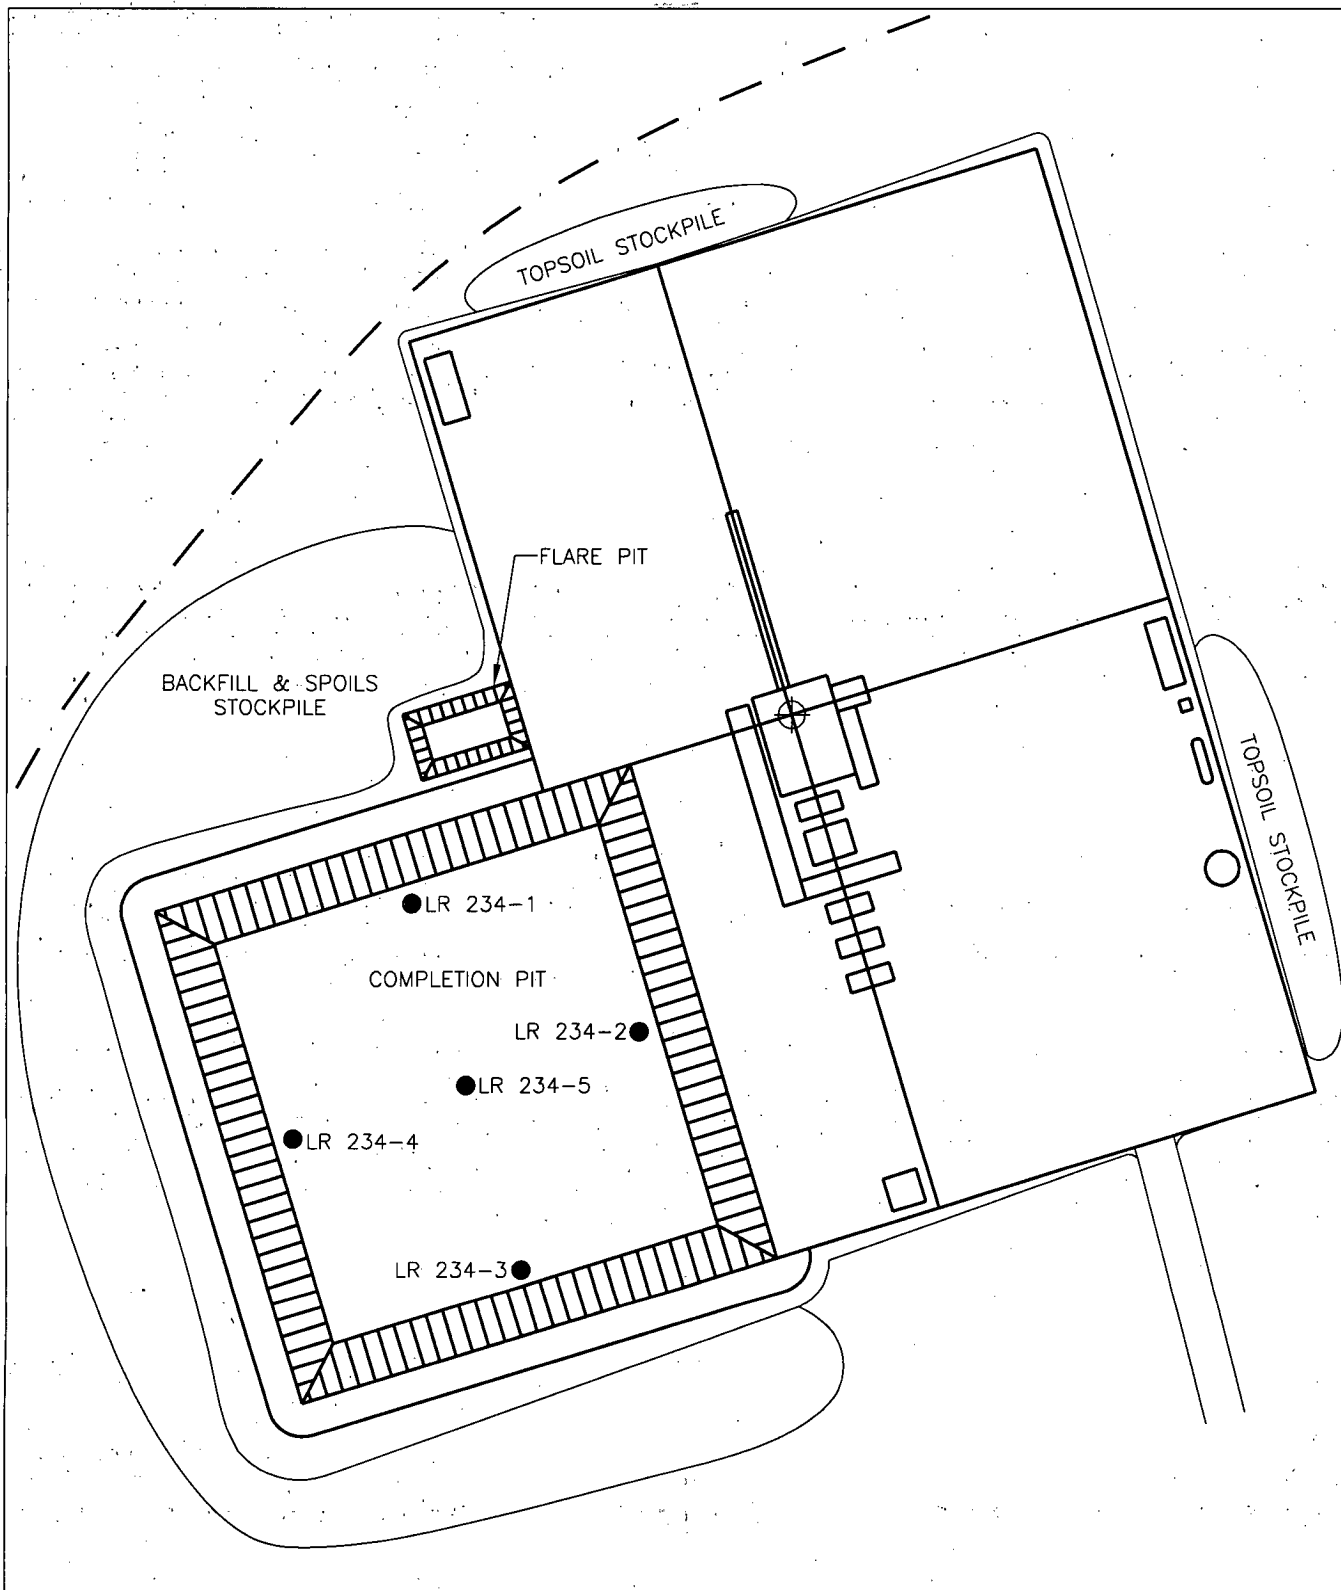 TOPSOIL STOCKPILE
FLARE PIT
BACKFILL & SPOILS
STOCKPILE
TOPSOIL STOCKPILE
LR 234-1
COMPLETION PIT
LR 234-2
LR 234-5
LR 234-4
LR 234-3